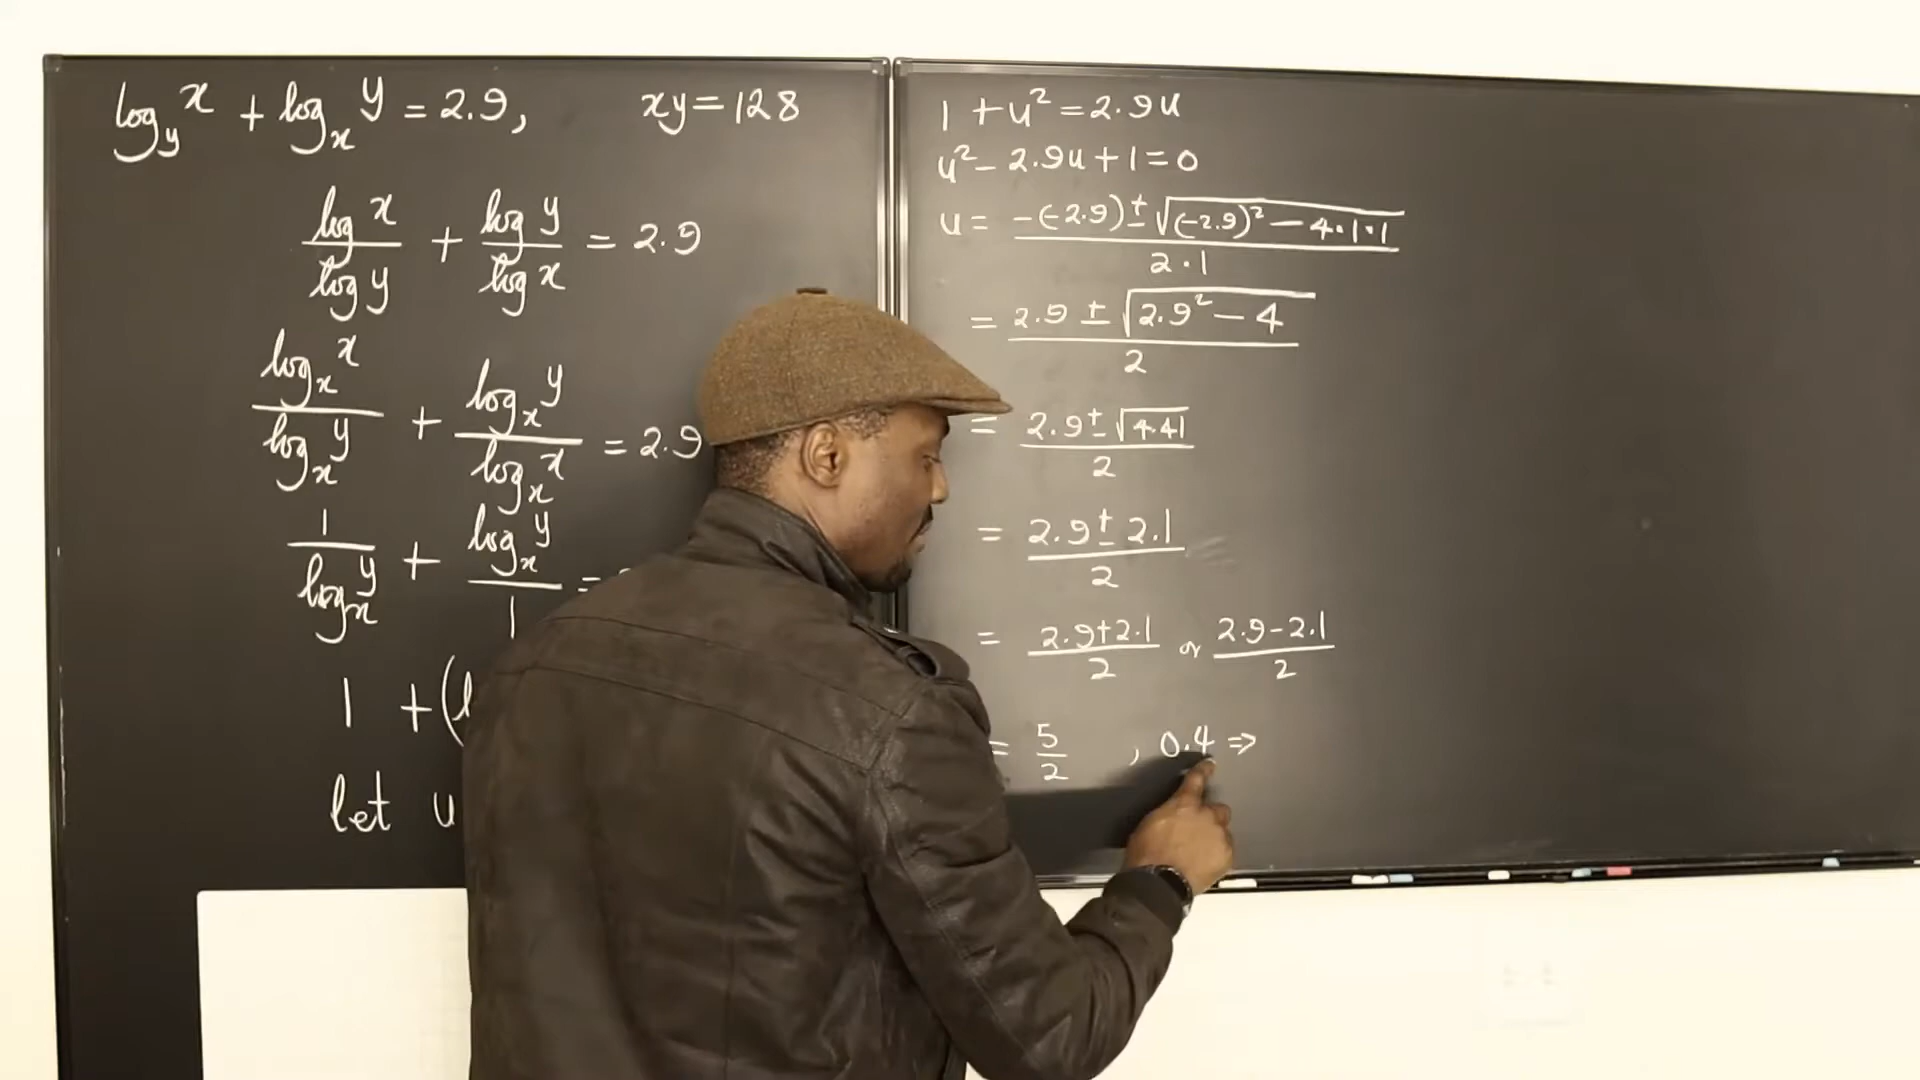 log_y x + log_x y = 2.9, xy = 128
log x / log y + log y / log x = 2.9
log_x x / log_x y + log_x y / log_x x = 2.9
1 / log_x y + log_x y / 1 =
1 + (
let u
1 + u² = 2.9u
u² - 2.9u + 1 = 0
u = -(-2.9) ± √(-2.9)² - 4·1·1 / 2·1
= 2.9 ± √2.9² - 4 / 2
= 2.9 ± √4.41 / 2
= 2.9 ± 2.1 / 2
= 2.9+2.1 / 2 or 2.9-2.1 / 2
= 5/2 , 0.4 ⇒